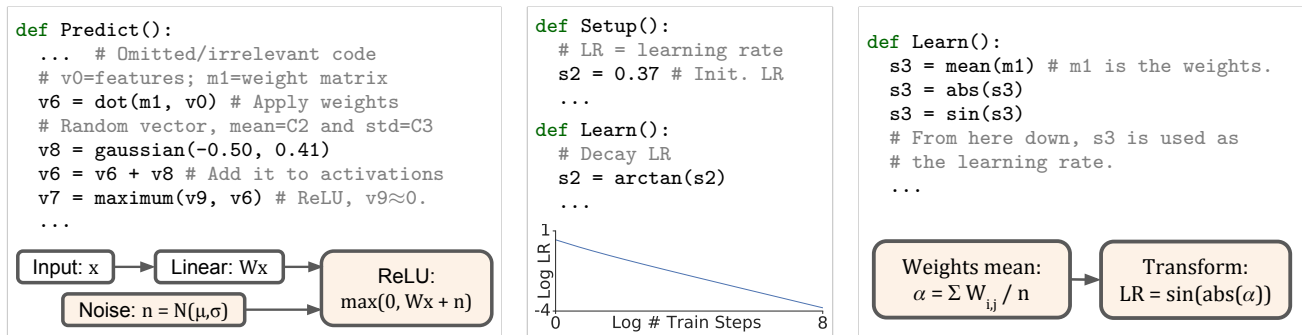 def Predict():
... # Omitted/irrelevant code
# v0=features; m1=weight matrix
v6 = dot(m1, v0) # Apply weights
# Random vector, mean=C2 and std=C3
v8 = gaussian(-0.50, 0.41)
v6 = v6 + v8 # Add it to activations
v7 = maximum(v9, v6) # ReLU, v9≈0.
...
Input: x
Linear: Wx
Noise: n = N(μ,σ)
ReLU:
max(0, Wx + n)
def Setup():
# LR = learning rate
s2 = 0.37 # Init. LR
...
def Learn():
# Decay LR
s2 = arctan(s2)
...
1
Log LR
-4
0
Log # Train Steps
8
def Learn():
s3 = mean(m1) # m1 is the weights.
s3 = abs(s3)
s3 = sin(s3)
# From here down, s3 is used as
# the learning rate.
...
Weights mean:
α = Σ Wi,j / n
Transform:
LR = sin(abs(α))